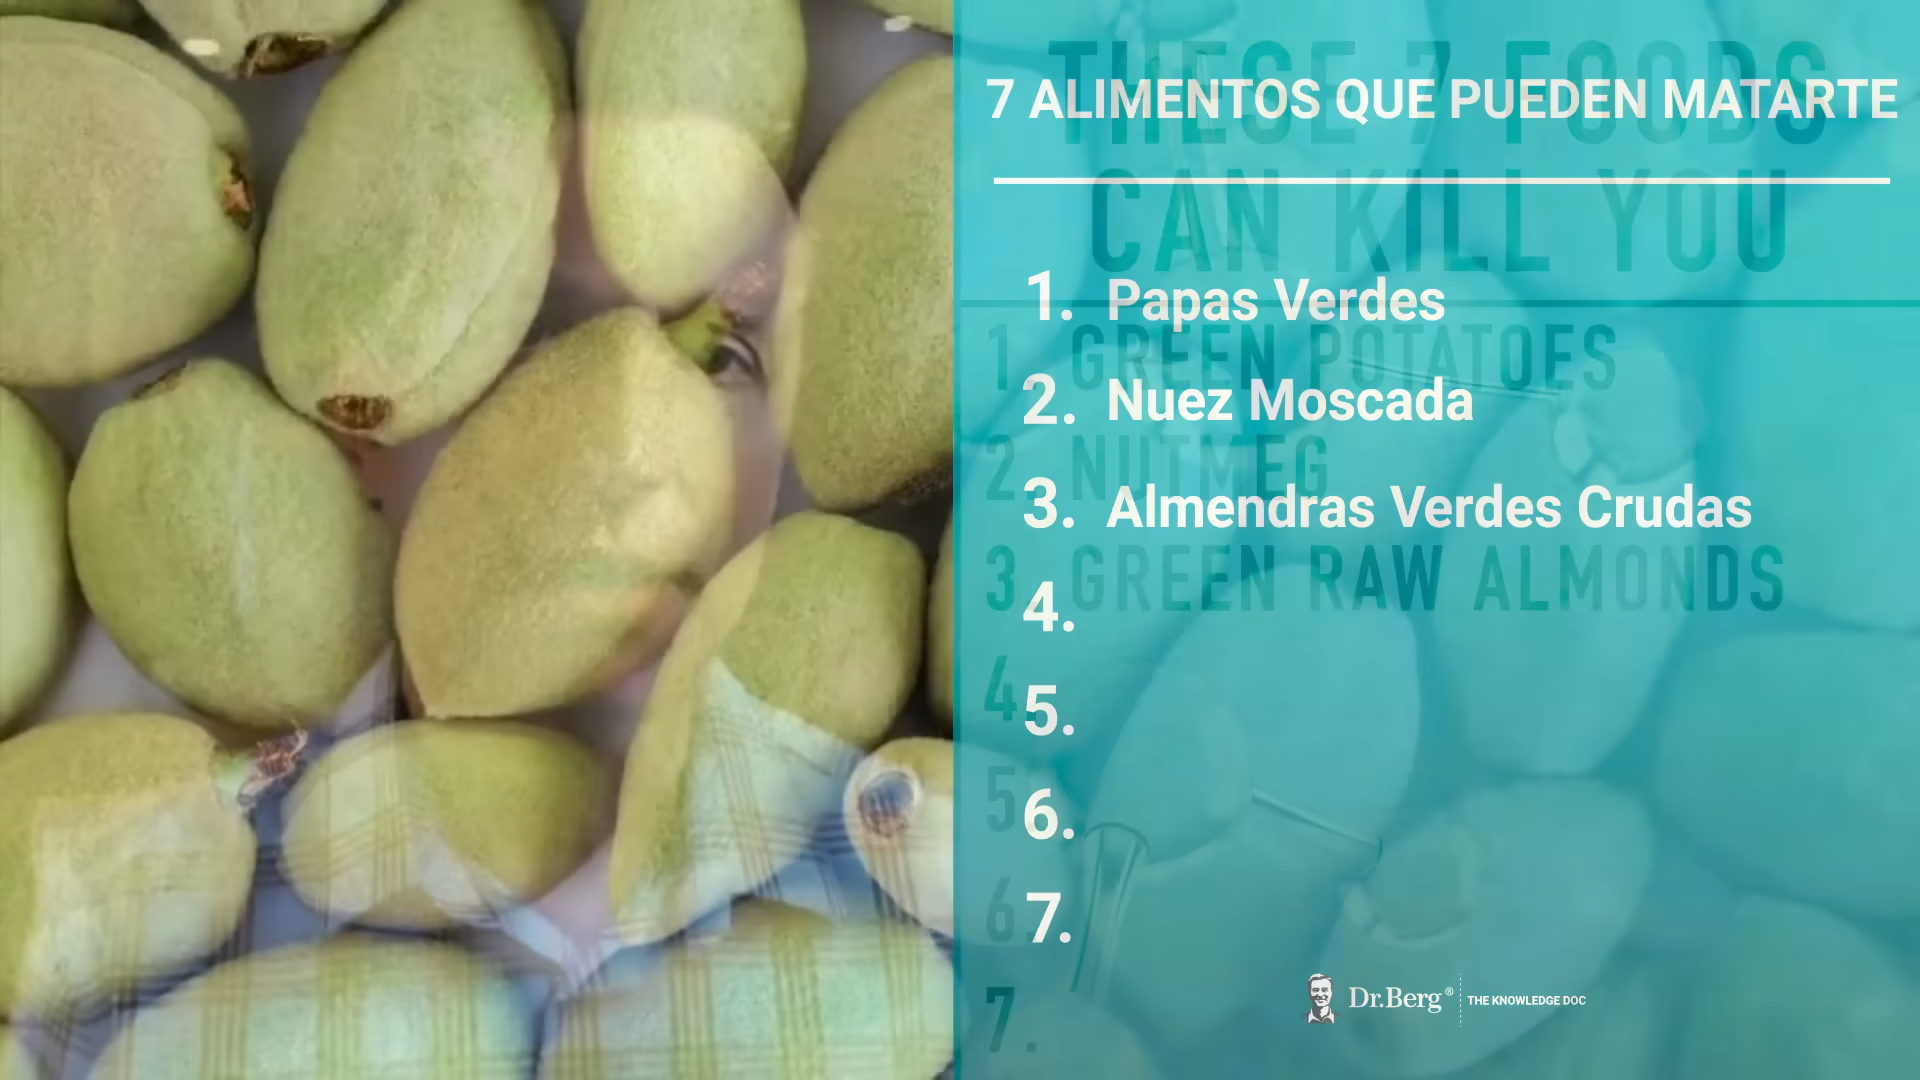 7 ALIMENTOS QUE PUEDEN MATARTE
1. Papas Verdes
2. Nuez Moscada
3. Almendras Verdes Crudas
4.
5.
6.
7.
THESE 7 FOODS
CAN KILL YOU
1 GREEN POTATOES
2 NUTMEG
3 GREEN RAW ALMONDS
4
5
6
7.
Dr.Berg® THE KNOWLEDGE DOC